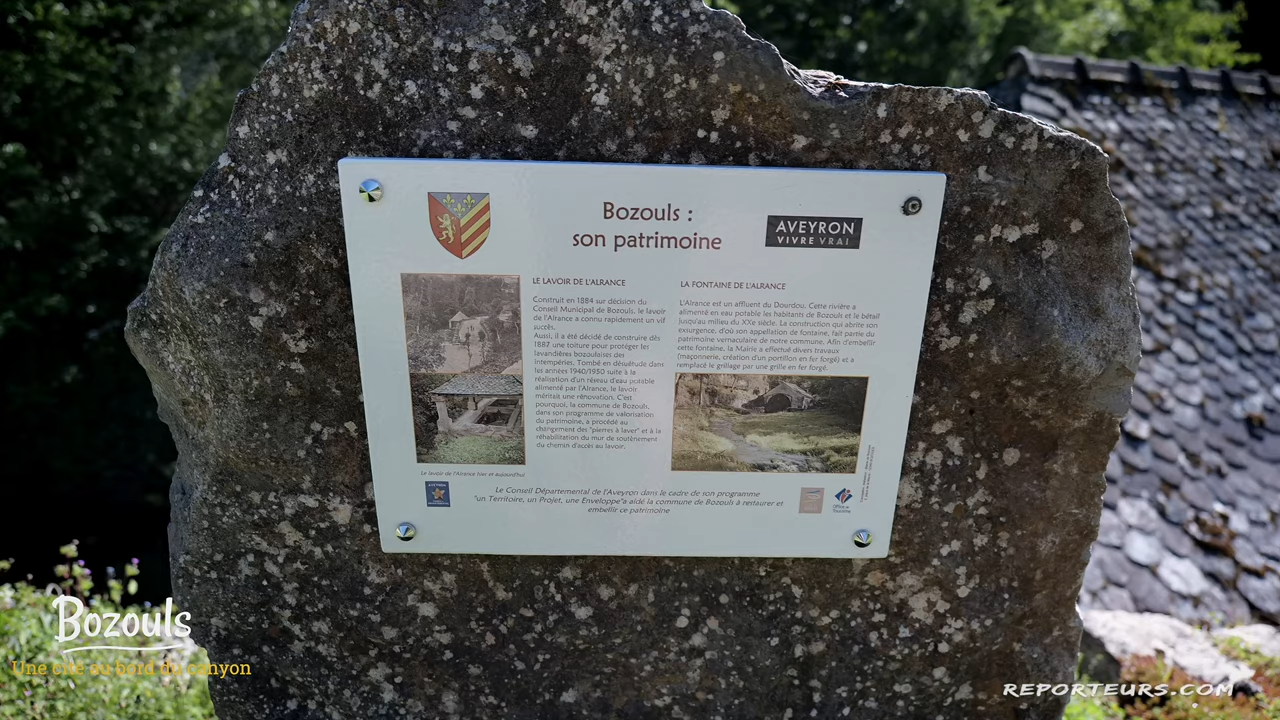 Bozouls :
son patrimoine
AVEYRON
VIVRE VRAI
LE LAVOIR DE L'ALRANCE
Construit en 1884 sur décision du
Conseil Municipal de Bozouls, le lavoir
de l'Alrance a connu rapidement un vif
succès.
Aussi, il a été décidé de construire dès
1887 une toiture pour protéger les
lavandières bozoulaises des
intempéries. Tombé en désuétude dans
les années 1940/1950 suite à la
réalisation d'un réseau d'eau potable
alimenté par l'Alrance, le lavoir
méritait une rénovation. C'est
pourquoi, la commune de Bozouls,
dans son programme de valorisation
du patrimoine, a procédé au
changement des "pierres à laver" et à la
réhabilitation du mur de soutènement
du chemin d'accès au lavoir.
LA FONTAINE DE L'ALRANCE
L'Alrance est un affluent du Dourdou. Cette rivière a
alimenté en eau potable les habitants de Bozouls et le bétail
jusqu'au milieu du XXe siècle. La construction qui abrite son
exsurgence, d'où son appellation de fontaine, fait partie du
patrimoine vernaculaire de notre commune. Afin d'embellir
cette fontaine, la Mairie a effectué divers travaux
(maçonnerie, création d'un portillon en fer forgé) et a
remplacé le grillage par une grille en fer forgé.
Le lavoir de l'Alrance hier et aujourd'hui
Le Conseil Départemental de l'Aveyron dans le cadre de son programme
"un Territoire, un Projet, une Enveloppe"a aidé la commune de Bozouls à restaurer et
embellir ce patrimoine
AVEYRON
Office de
Tourisme
Bozouls
Une cité au bord du canyon
REPORTEURS.COM